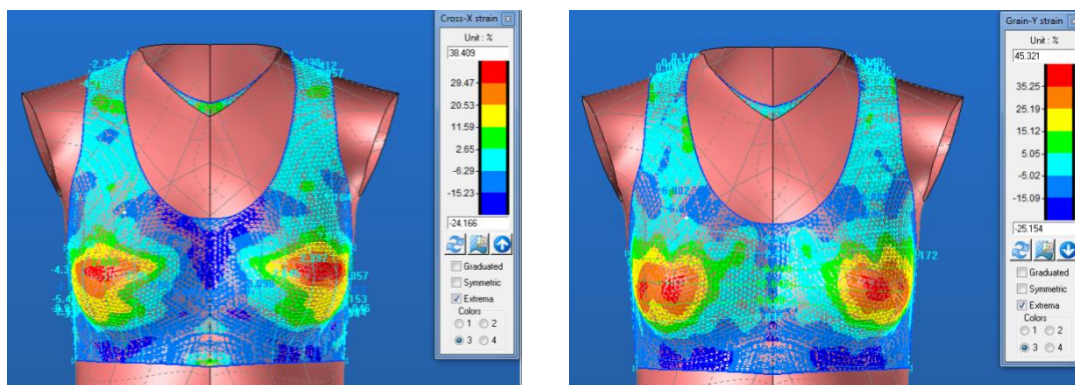 Cross-X strain
Unit : %
38.409
29.47
20.53
11.59
2.65
-6.29
-15.23
-24.166
Graduated
Symmetric
Extrema
Colors
1 2
3 4
Grain-Y strain
Unit : %
45.321
35.25
25.19
15.12
5.05
-5.02
-15.09
-25.154
Graduated
Symmetric
Extrema
Colors
1 2
3 4